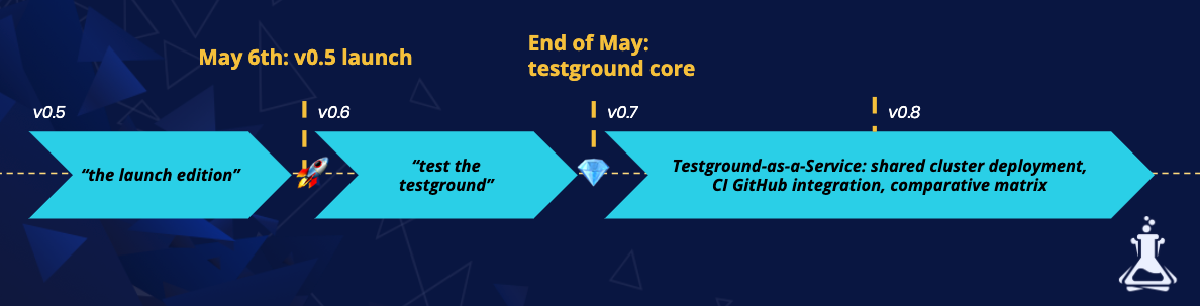 May 6th: v0.5 launch
End of May:
testground core
v0.5
v0.6
v0.7
v0.8
“the launch edition”
“test the
testground”
Testground-as-a-Service: shared cluster deployment,
CI GitHub integration, comparative matrix